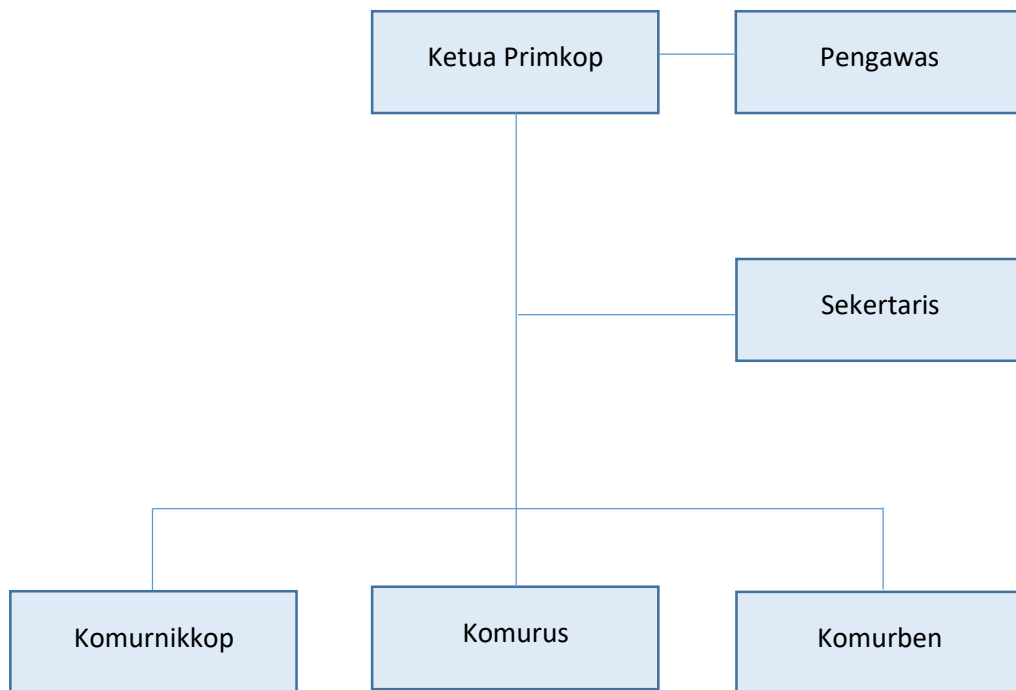 Ketua Primkop
Pengawas
Sekertaris
Komurnikkop
Komurus
Komurben